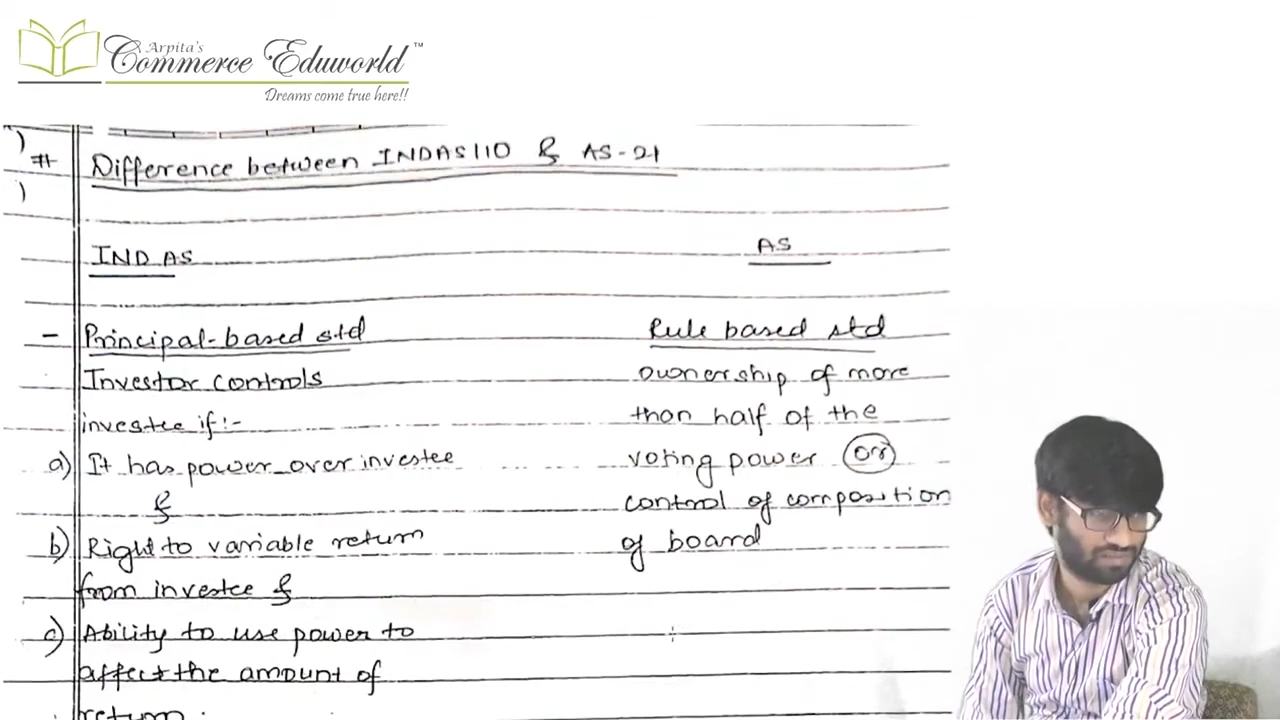 Arpita's
Commerce Eduworld™
Dreams come true here!!
)
# Difference between INDAS110 & AS-21
)
IND AS
AS
- Principal-based std
Rule based std
Investor controls
ownership of more
investee if:-
than half of the
a) It has power over investee
voting power or
&
control of composition
b) Right to variable return
of board
from investee &
c) Ability to use power to
affect the amount of
return.